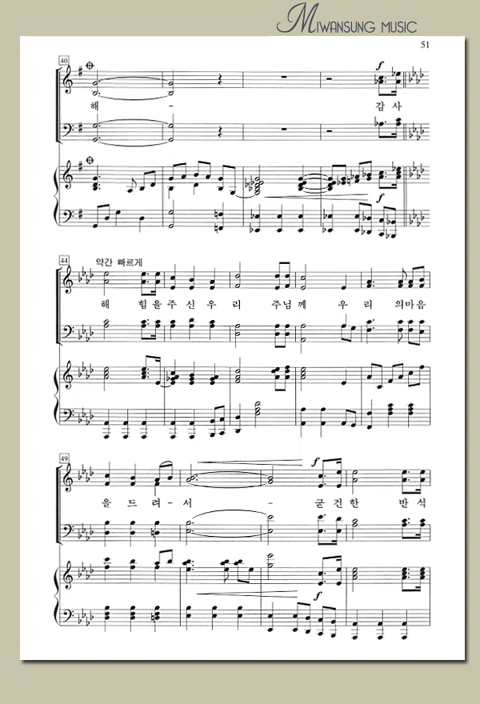 MIWANSUNG MUSIC
51
40
f
해 - 감 사
f
44
약간 빠르게
해 힘 을 주 신 우 리 주 님 께 우 리 의 마음
49
f
을 드 려 - 서 - 굳 건 한 반 석
f